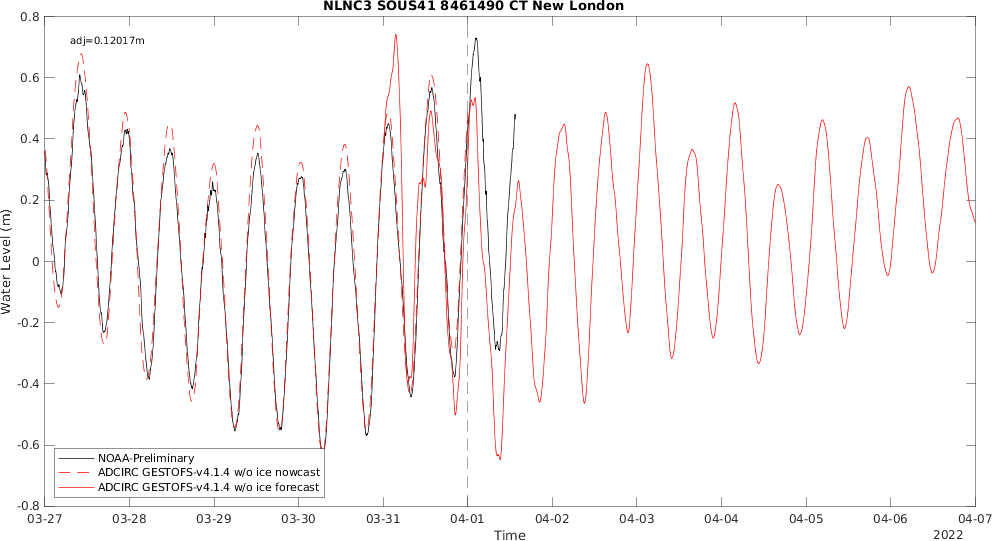 NLNC3 SOUS41 8461490 CT New London
adj=0.12017m
Water Level (m)
0.8
0.6
0.4
0.2
0
-0.2
-0.4
-0.6
-0.8
NOAA-Preliminary
ADCIRC GESTOFS-v4.1.4 w/o ice nowcast
ADCIRC GESTOFS-v4.1.4 w/o ice forecast
03-27 03-28 03-29 03-30 03-31 04-01 04-02 04-03 04-04 04-05 04-06 04-07
Time
2022